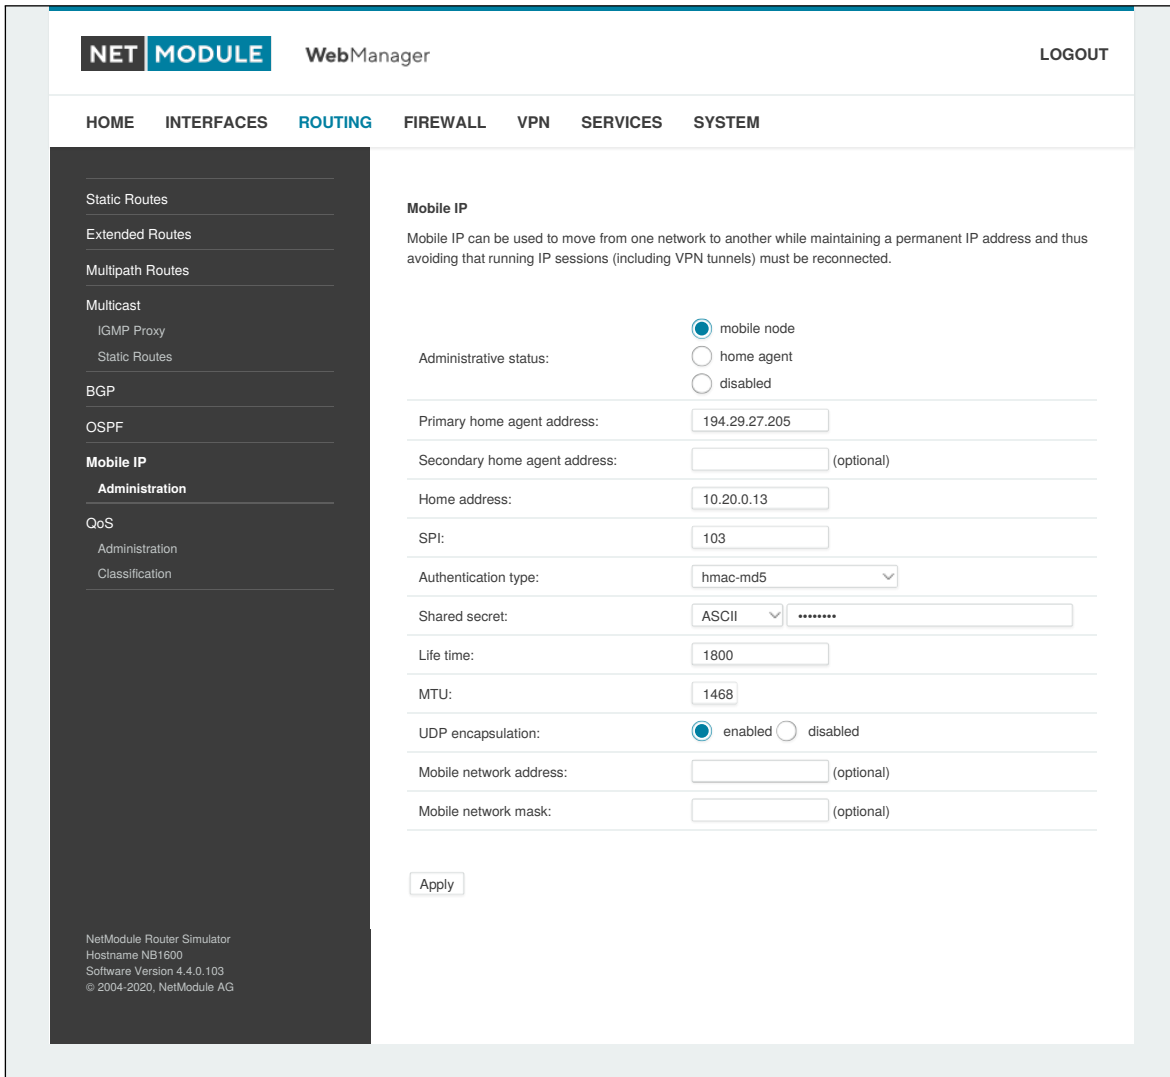 NET MODULE WebManager LOGOUT
HOME INTERFACES ROUTING FIREWALL VPN SERVICES SYSTEM
Static Routes
Extended Routes
Multipath Routes
Multicast
IGMP Proxy
Static Routes
BGP
OSPF
Mobile IP
Administration
QoS
Administration
Classification
NetModule Router Simulator
Hostname NB1600
Software Version 4.4.0.103
© 2004-2020, NetModule AG
Mobile IP
Mobile IP can be used to move from one network to another while maintaining a permanent IP address and thus
avoiding that running IP sessions (including VPN tunnels) must be reconnected.
Administrative status:
mobile node
home agent
disabled
Primary home agent address: 194.29.27.205
Secondary home agent address: (optional)
Home address: 10.20.0.13
SPI: 103
Authentication type: hmac-md5
Shared secret: ASCII ••••••••
Life time: 1800
MTU: 1468
UDP encapsulation: enabled disabled
Mobile network address: (optional)
Mobile network mask: (optional)
Apply